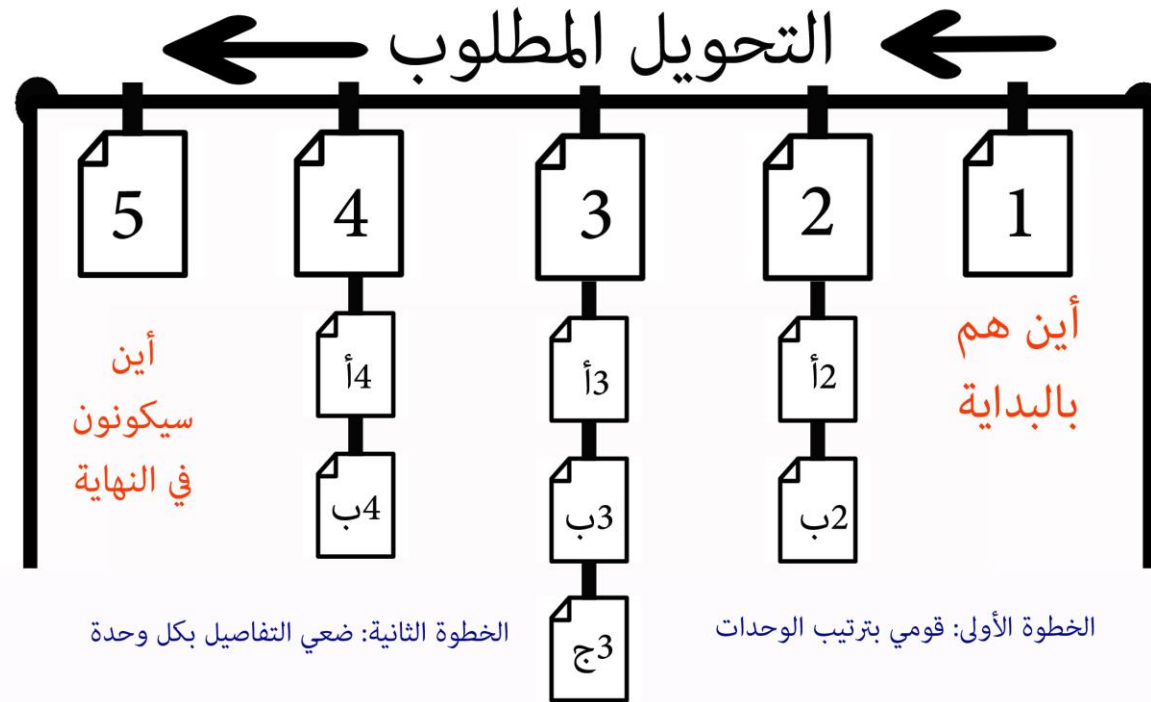 التحويل المطلوب
1
2
3
4
5
أين هم
بالبداية
2أ
2ب
3أ
3ب
3ج
4أ
4ب
أين
سيكونون
في النهاية
الخطوة الأولى: قومي بترتيب الوحدات
الخطوة الثانية: ضعي التفاصيل بكل وحدة